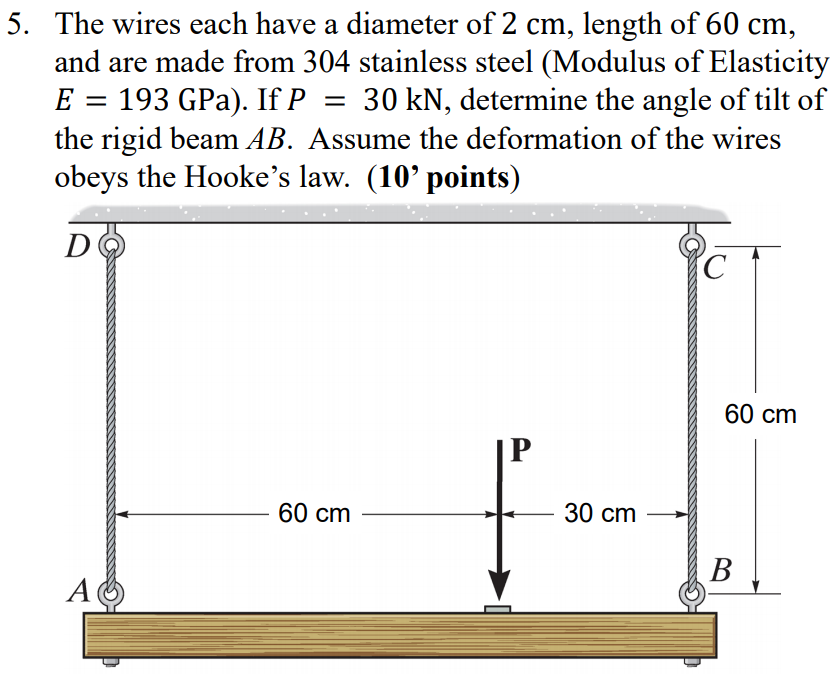 5. The wires each have a diameter of 2 cm, length of 60 cm,
and are made from 304 stainless steel (Modulus of Elasticity
E = 193 GPa). If P = 30 kN, determine the angle of tilt of
the rigid beam AB. Assume the deformation of the wires
obeys the Hooke’s law. (10’ points)
D
C
60 cm
P
60 cm
30 cm
B
A